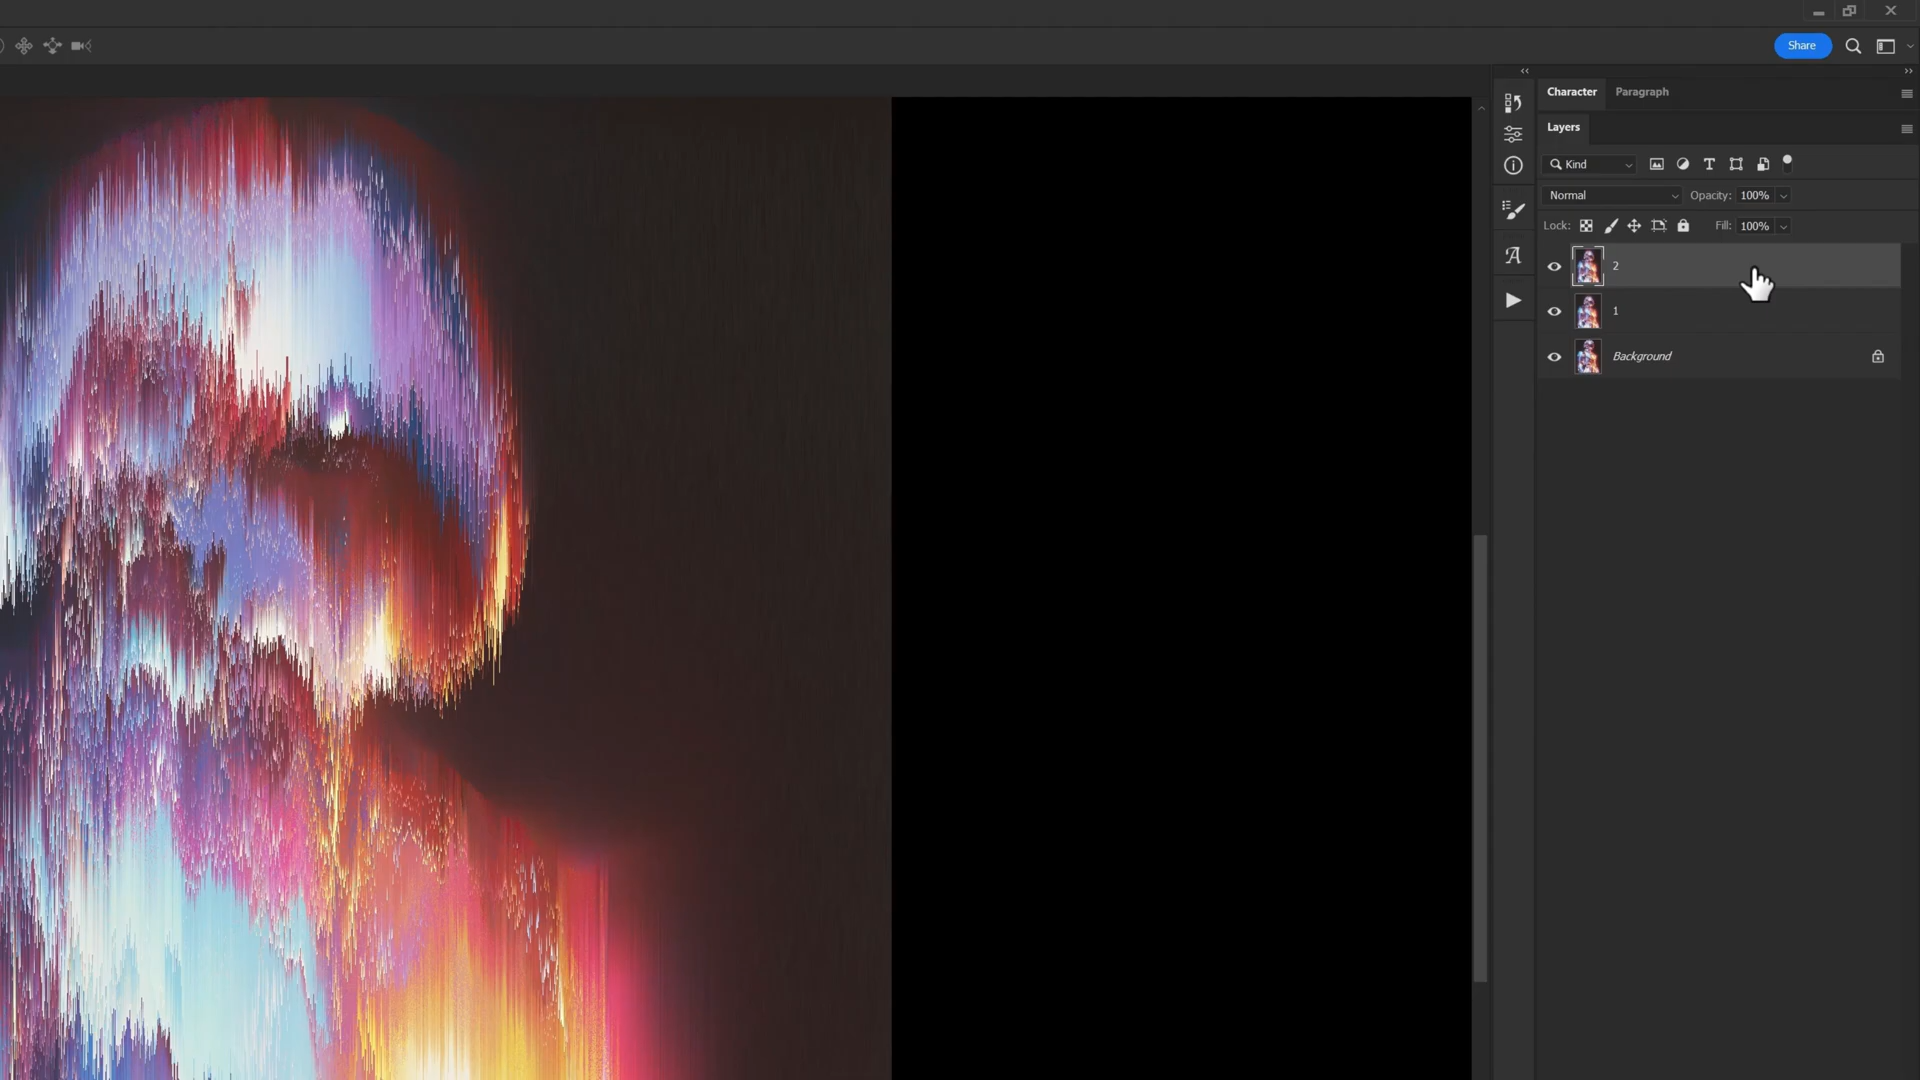 Share
Character Paragraph
Layers
Kind
Normal Opacity: 100%
Lock: Fill: 100%
2
1
Background